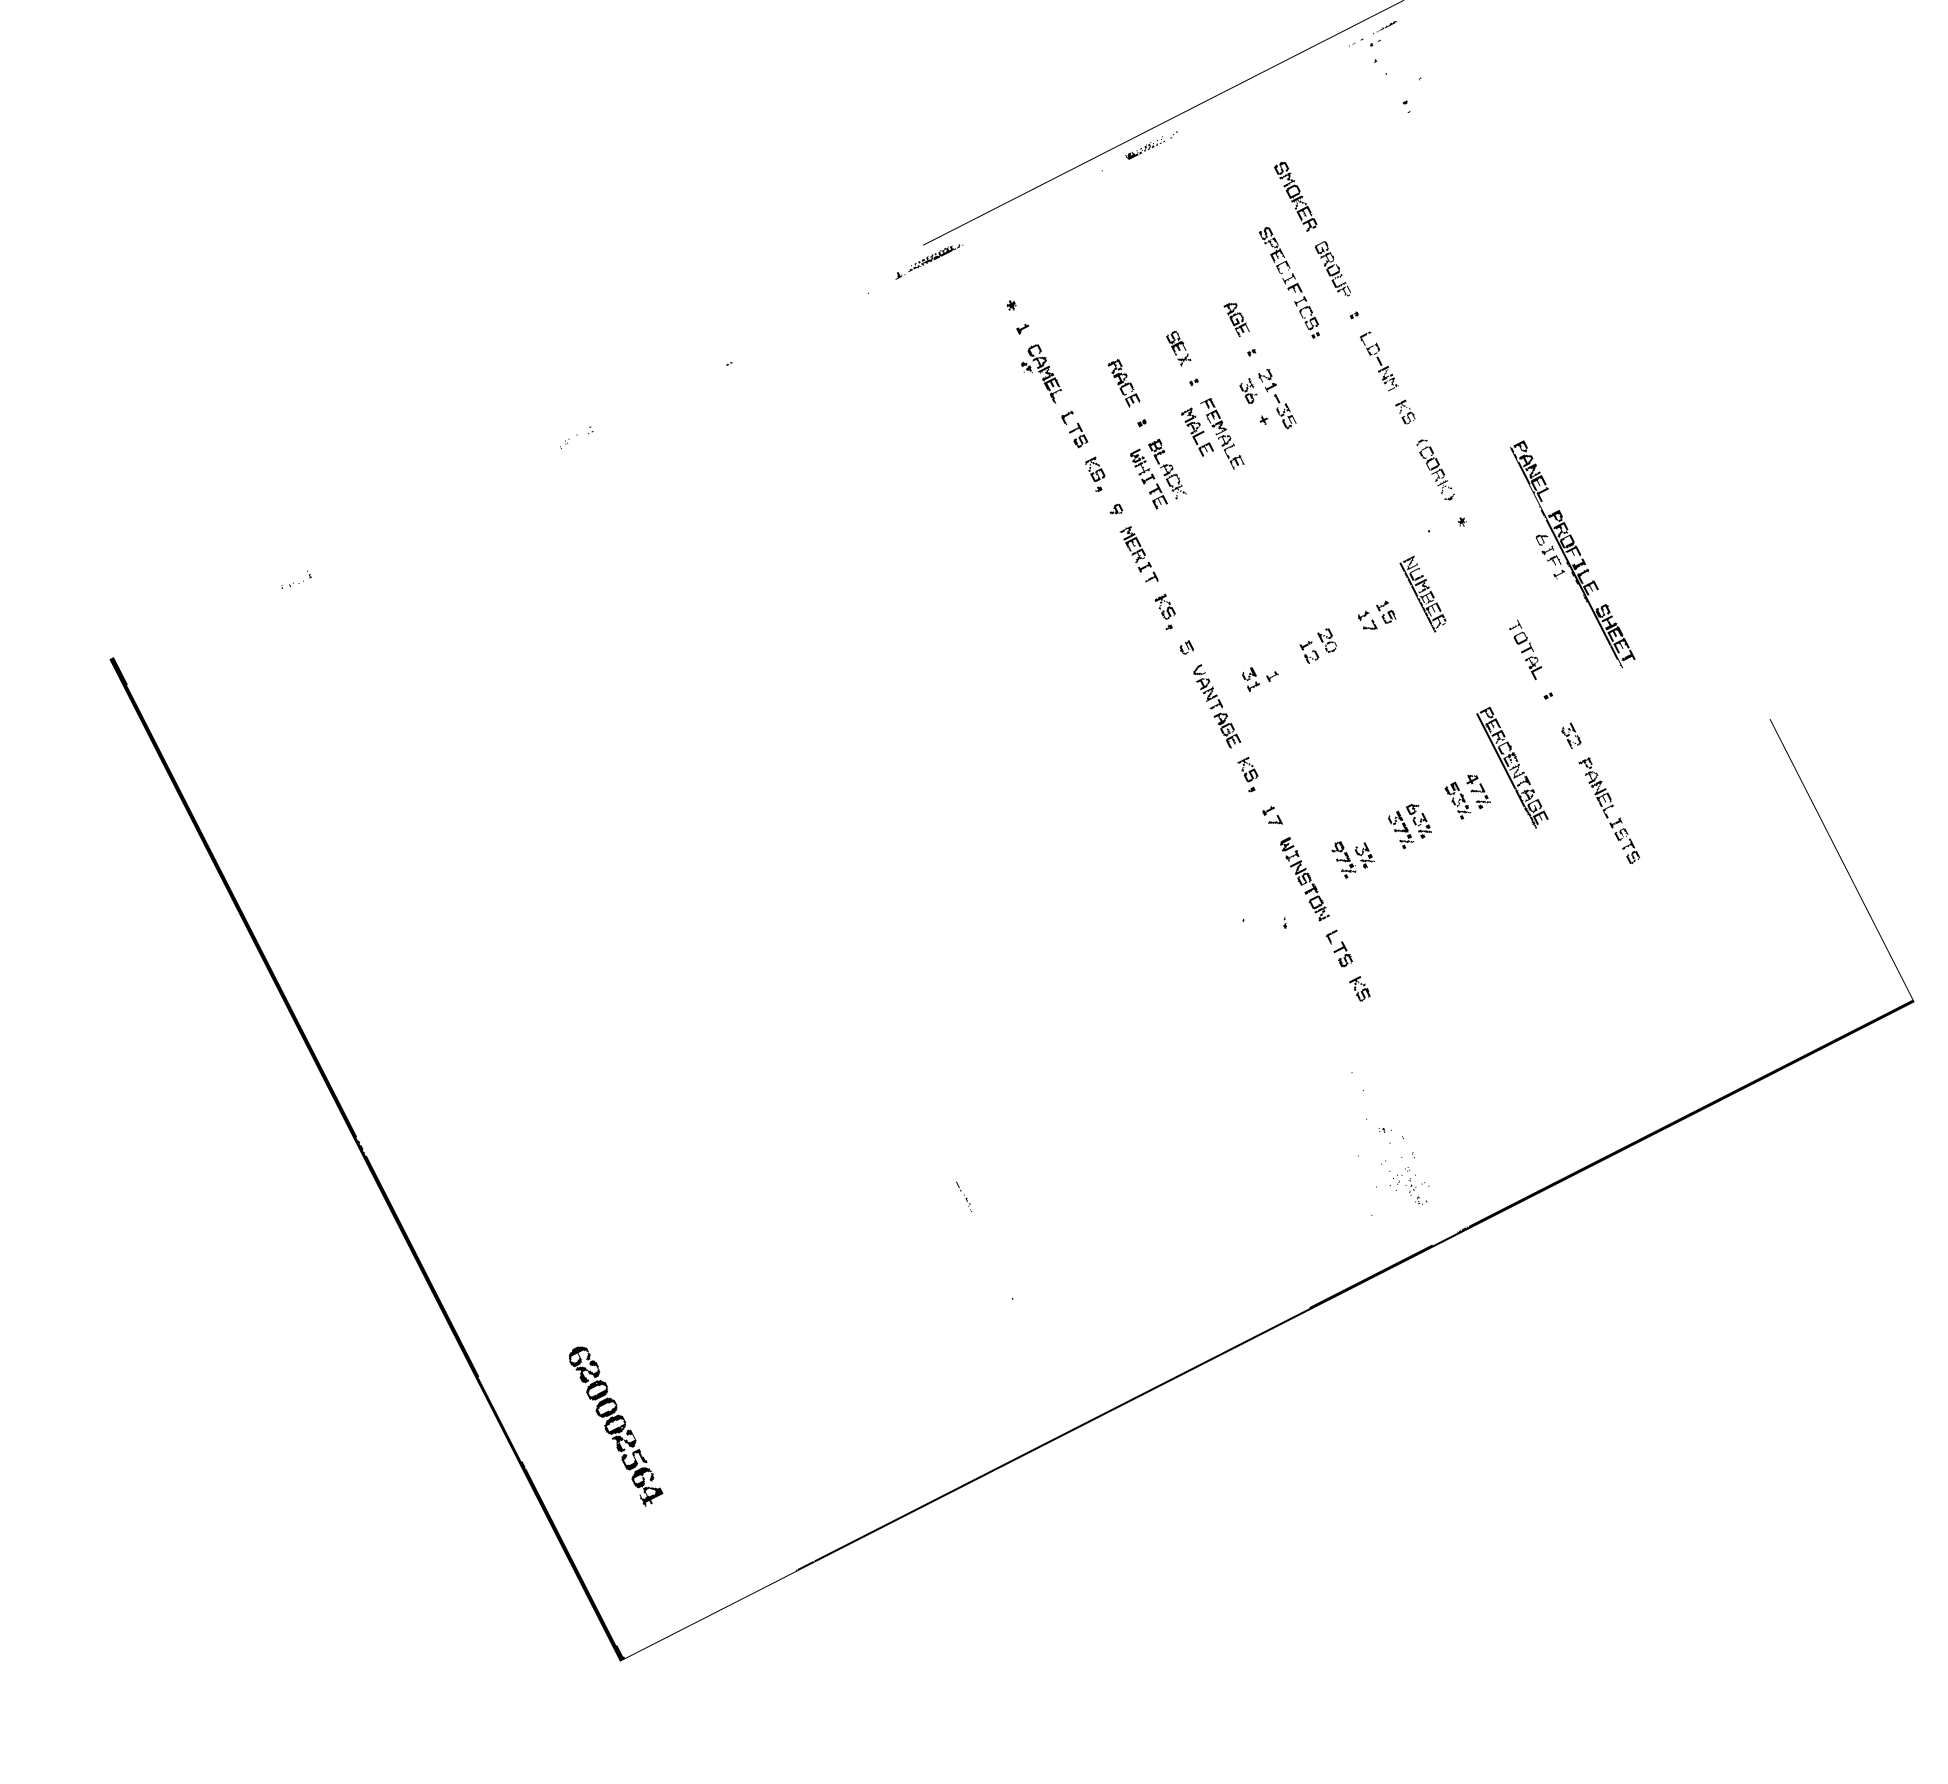 PANEL PROFILE SHEET
6IF1
SMOKER GROUP : LD-NM KS (CORK) * TOTAL : 32 PANELISTS
SPECIFICS: NUMBER PERCENTAGE
AGE : 21-35 15 47%
36 + 17 53%
SEX : FEMALE 20 63%
MALE 12 37%
RACE : BLACK 1 3%
WHITE 31 97%
* 1 CAMEL LTS KS, 9 MERIT KS, 5 VANTAGE KS, 17 WINSTON LTS KS
620002564